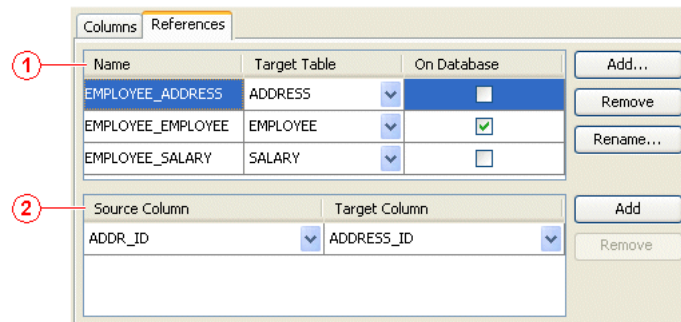 Columns References
1 Name Target Table On Database Add...
EMPLOYEE_ADDRESS ADDRESS Remove
EMPLOYEE_EMPLOYEE EMPLOYEE Rename...
EMPLOYEE_SALARY SALARY
2 Source Column Target Column Add
ADDR_ID ADDRESS_ID Remove